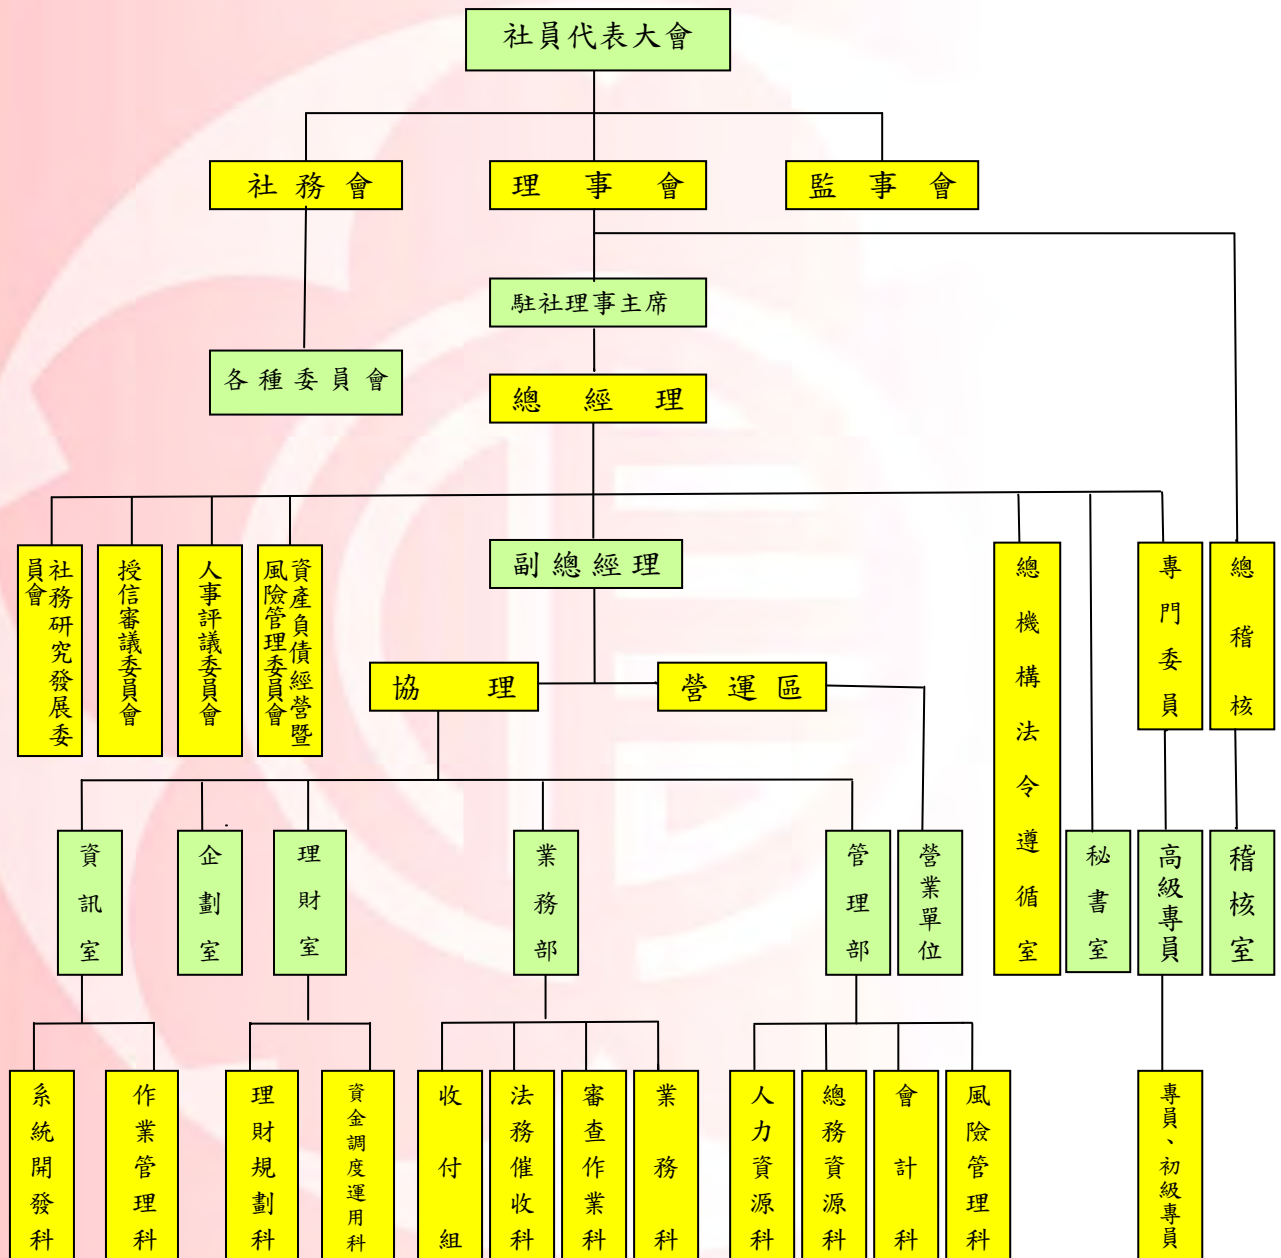 社員代表大會
社務會
理事會
監事會
駐社理事主席
各種委員會
總經理
社務研究發展委
員會
授信審議委員會
人事評議委員會
資產負債經營暨
風險管理委員會
副總經理
總機構法令遵循室
專門委員
總稽核
協理
營運區
資訊室
企劃室
理財室
業務部
管理部
營業單位
秘書室
高級專員
稽核室
系統開發科
作業管理科
理財規劃科
資金調度運用科
收付組
法務催收科
審查作業科
業務科
人力資源科
總務資源科
會計科
風險管理科
專員、初級專員